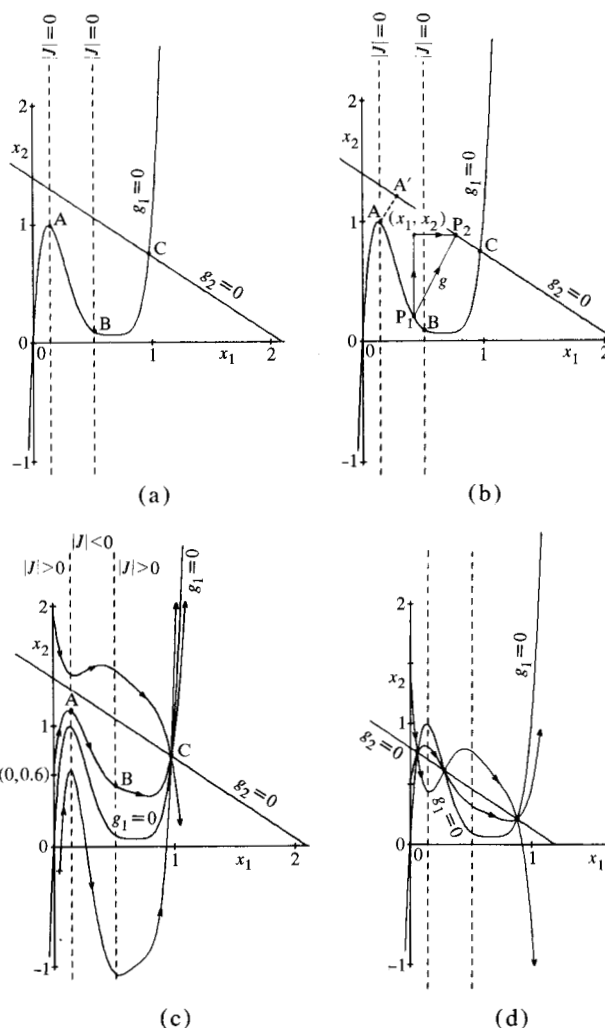 |J|=0 |J|=0
2
x₂
g₁=0
1
A
g₂=0
B
0
0
1
x₁
2
−1
(a)
|J|=0 |J|=0
2
x₂
g₁=0
A′
1
A
(x₁, x₂)
P₂
C
g
g₂=0
P₁
B
0
0
1
x₁
2
−1
(b)
|J|<0
|J|>0 |J|>0
g₁=0
2
x₂
A
1
C
(0,0.6)
B
g₂=0
g₁=0
0
0
1
x₁
2
−1
(c)
2
x₂
g₁=0
1
g₂=0
g₁=0
0
0
1
x₁
−1
(d)
C